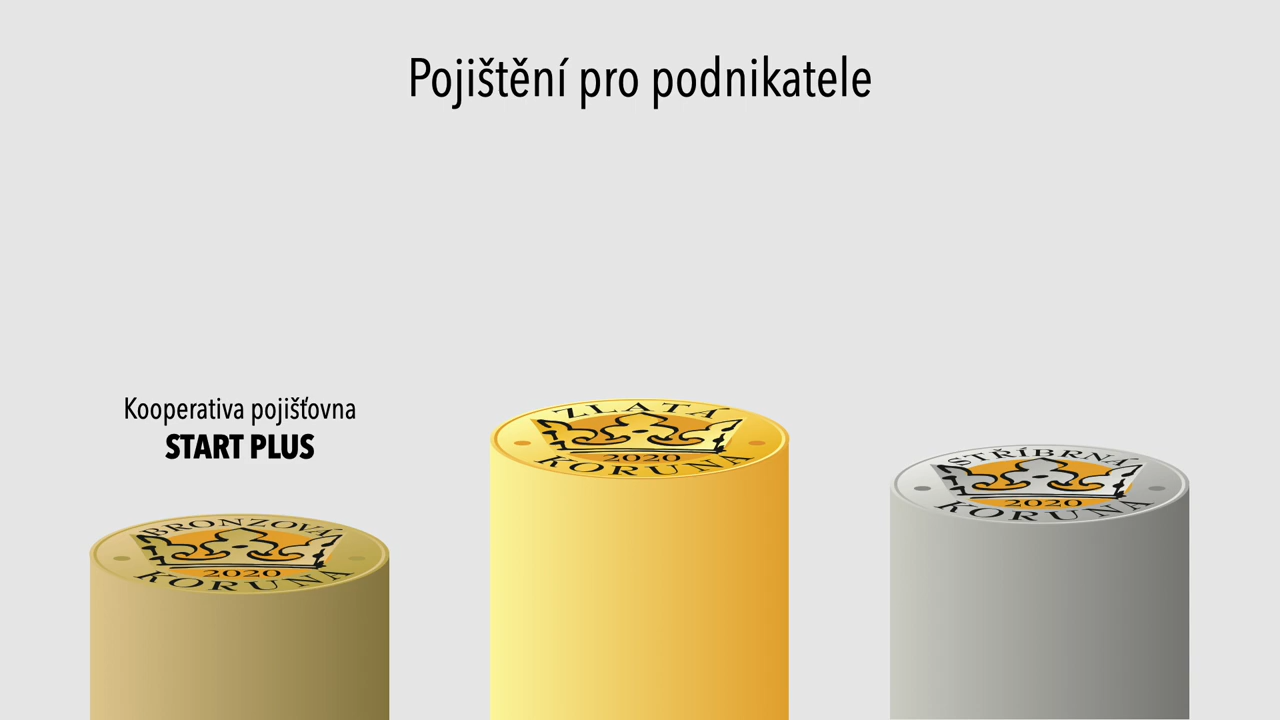 Pojištění pro podnikatele
Kooperativa pojišťovna
START PLUS
BRONZOVÁ
2020
KORUNA
ZLATÁ
2020
KORUNA
STŘÍBRNÁ
2020
KORUNA